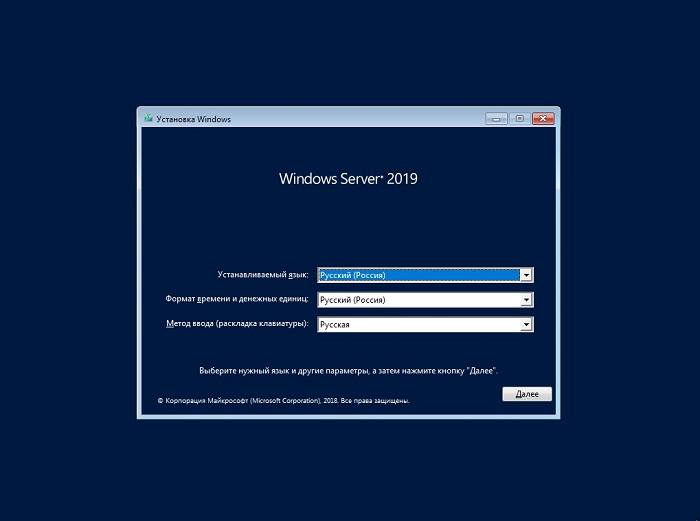 Установка Windows
Windows Server® 2019
Устанавливаемый язык: Русский (Россия)
Формат времени и денежных единиц: Русский (Россия)
Метод ввода (раскладка клавиатуры): Русская
Выберите нужный язык и другие параметры, а затем нажмите кнопку "Далее".
Далее
© Корпорация Майкрософт (Microsoft Corporation), 2018. Все права защищены.